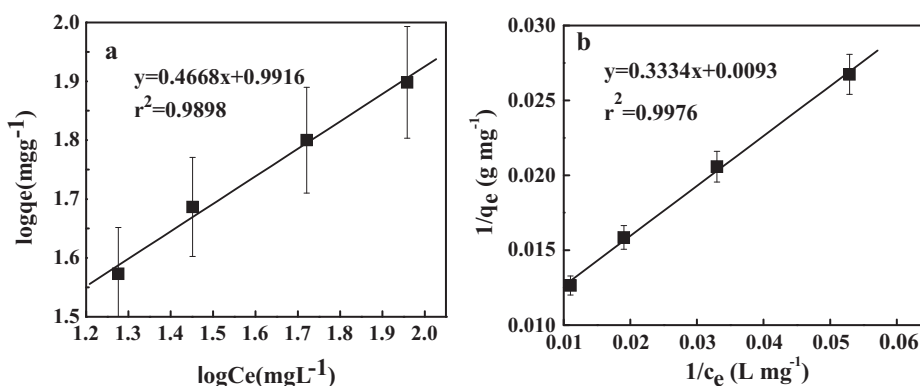 a
y=0.4668x+0.9916
r²=0.9898
logqe(mgg⁻¹)
2.0
1.9
1.8
1.7
1.6
1.5
1.2 1.3 1.4 1.5 1.6 1.7 1.8 1.9 2.0
logCe(mgL⁻¹)
b
y=0.3334x+0.0093
r²=0.9976
1/qₑ (g mg⁻¹)
0.030
0.025
0.020
0.015
0.010
0.01 0.02 0.03 0.04 0.05 0.06
1/cₑ (L mg⁻¹)